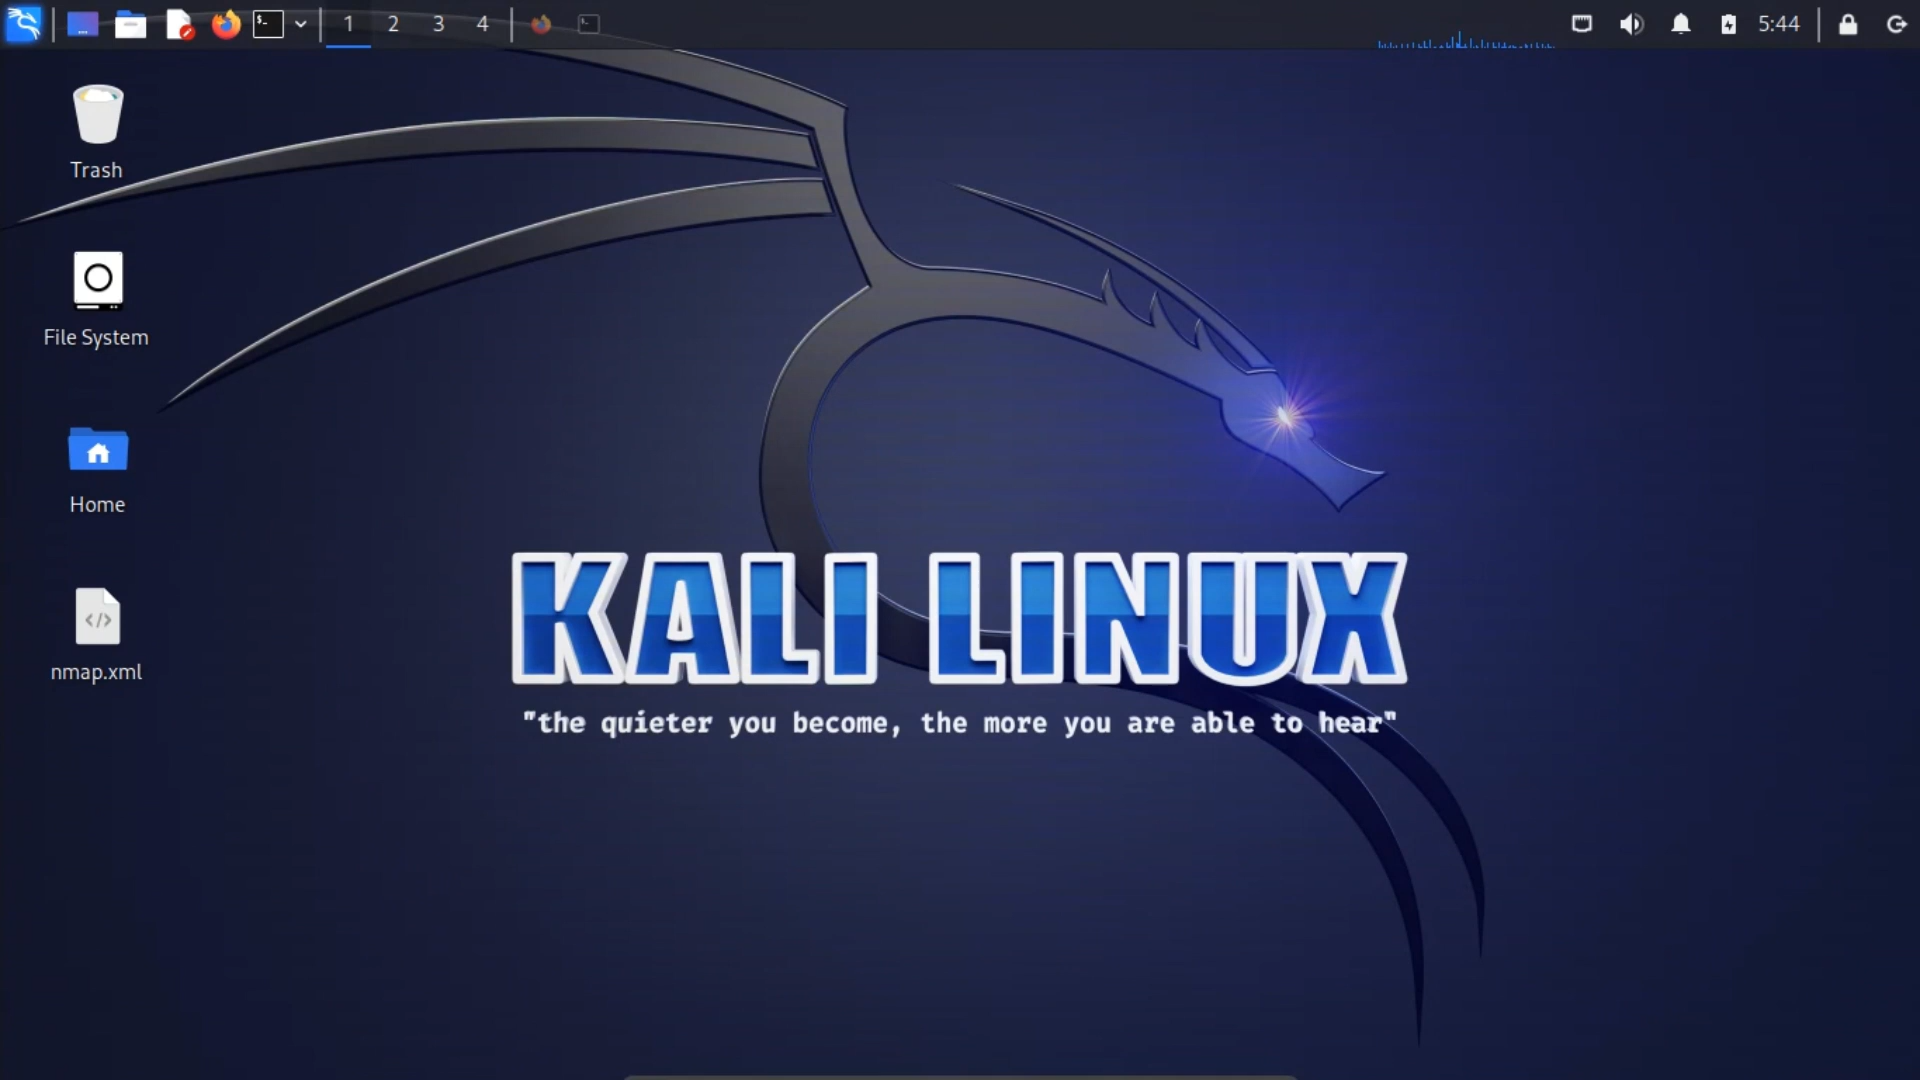 1 2 3 4
5:44
Trash
File System
Home
nmap.xml
KALI LINUX
"the quieter you become, the more you are able to hear"